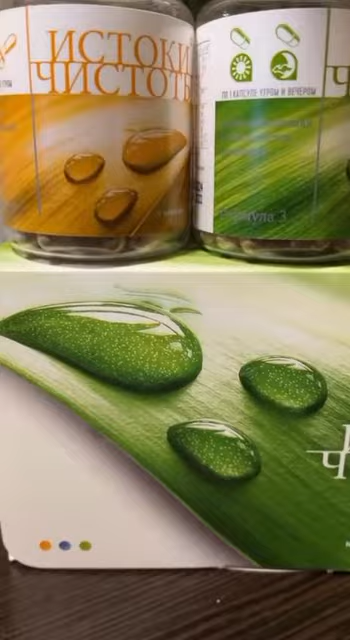 ИСТОКИ
ЧИСТОТЫ
ПО 1 КАПСУЛЕ УТРОМ И ВЕЧЕРОМ
Ч
Формула 3
Ч